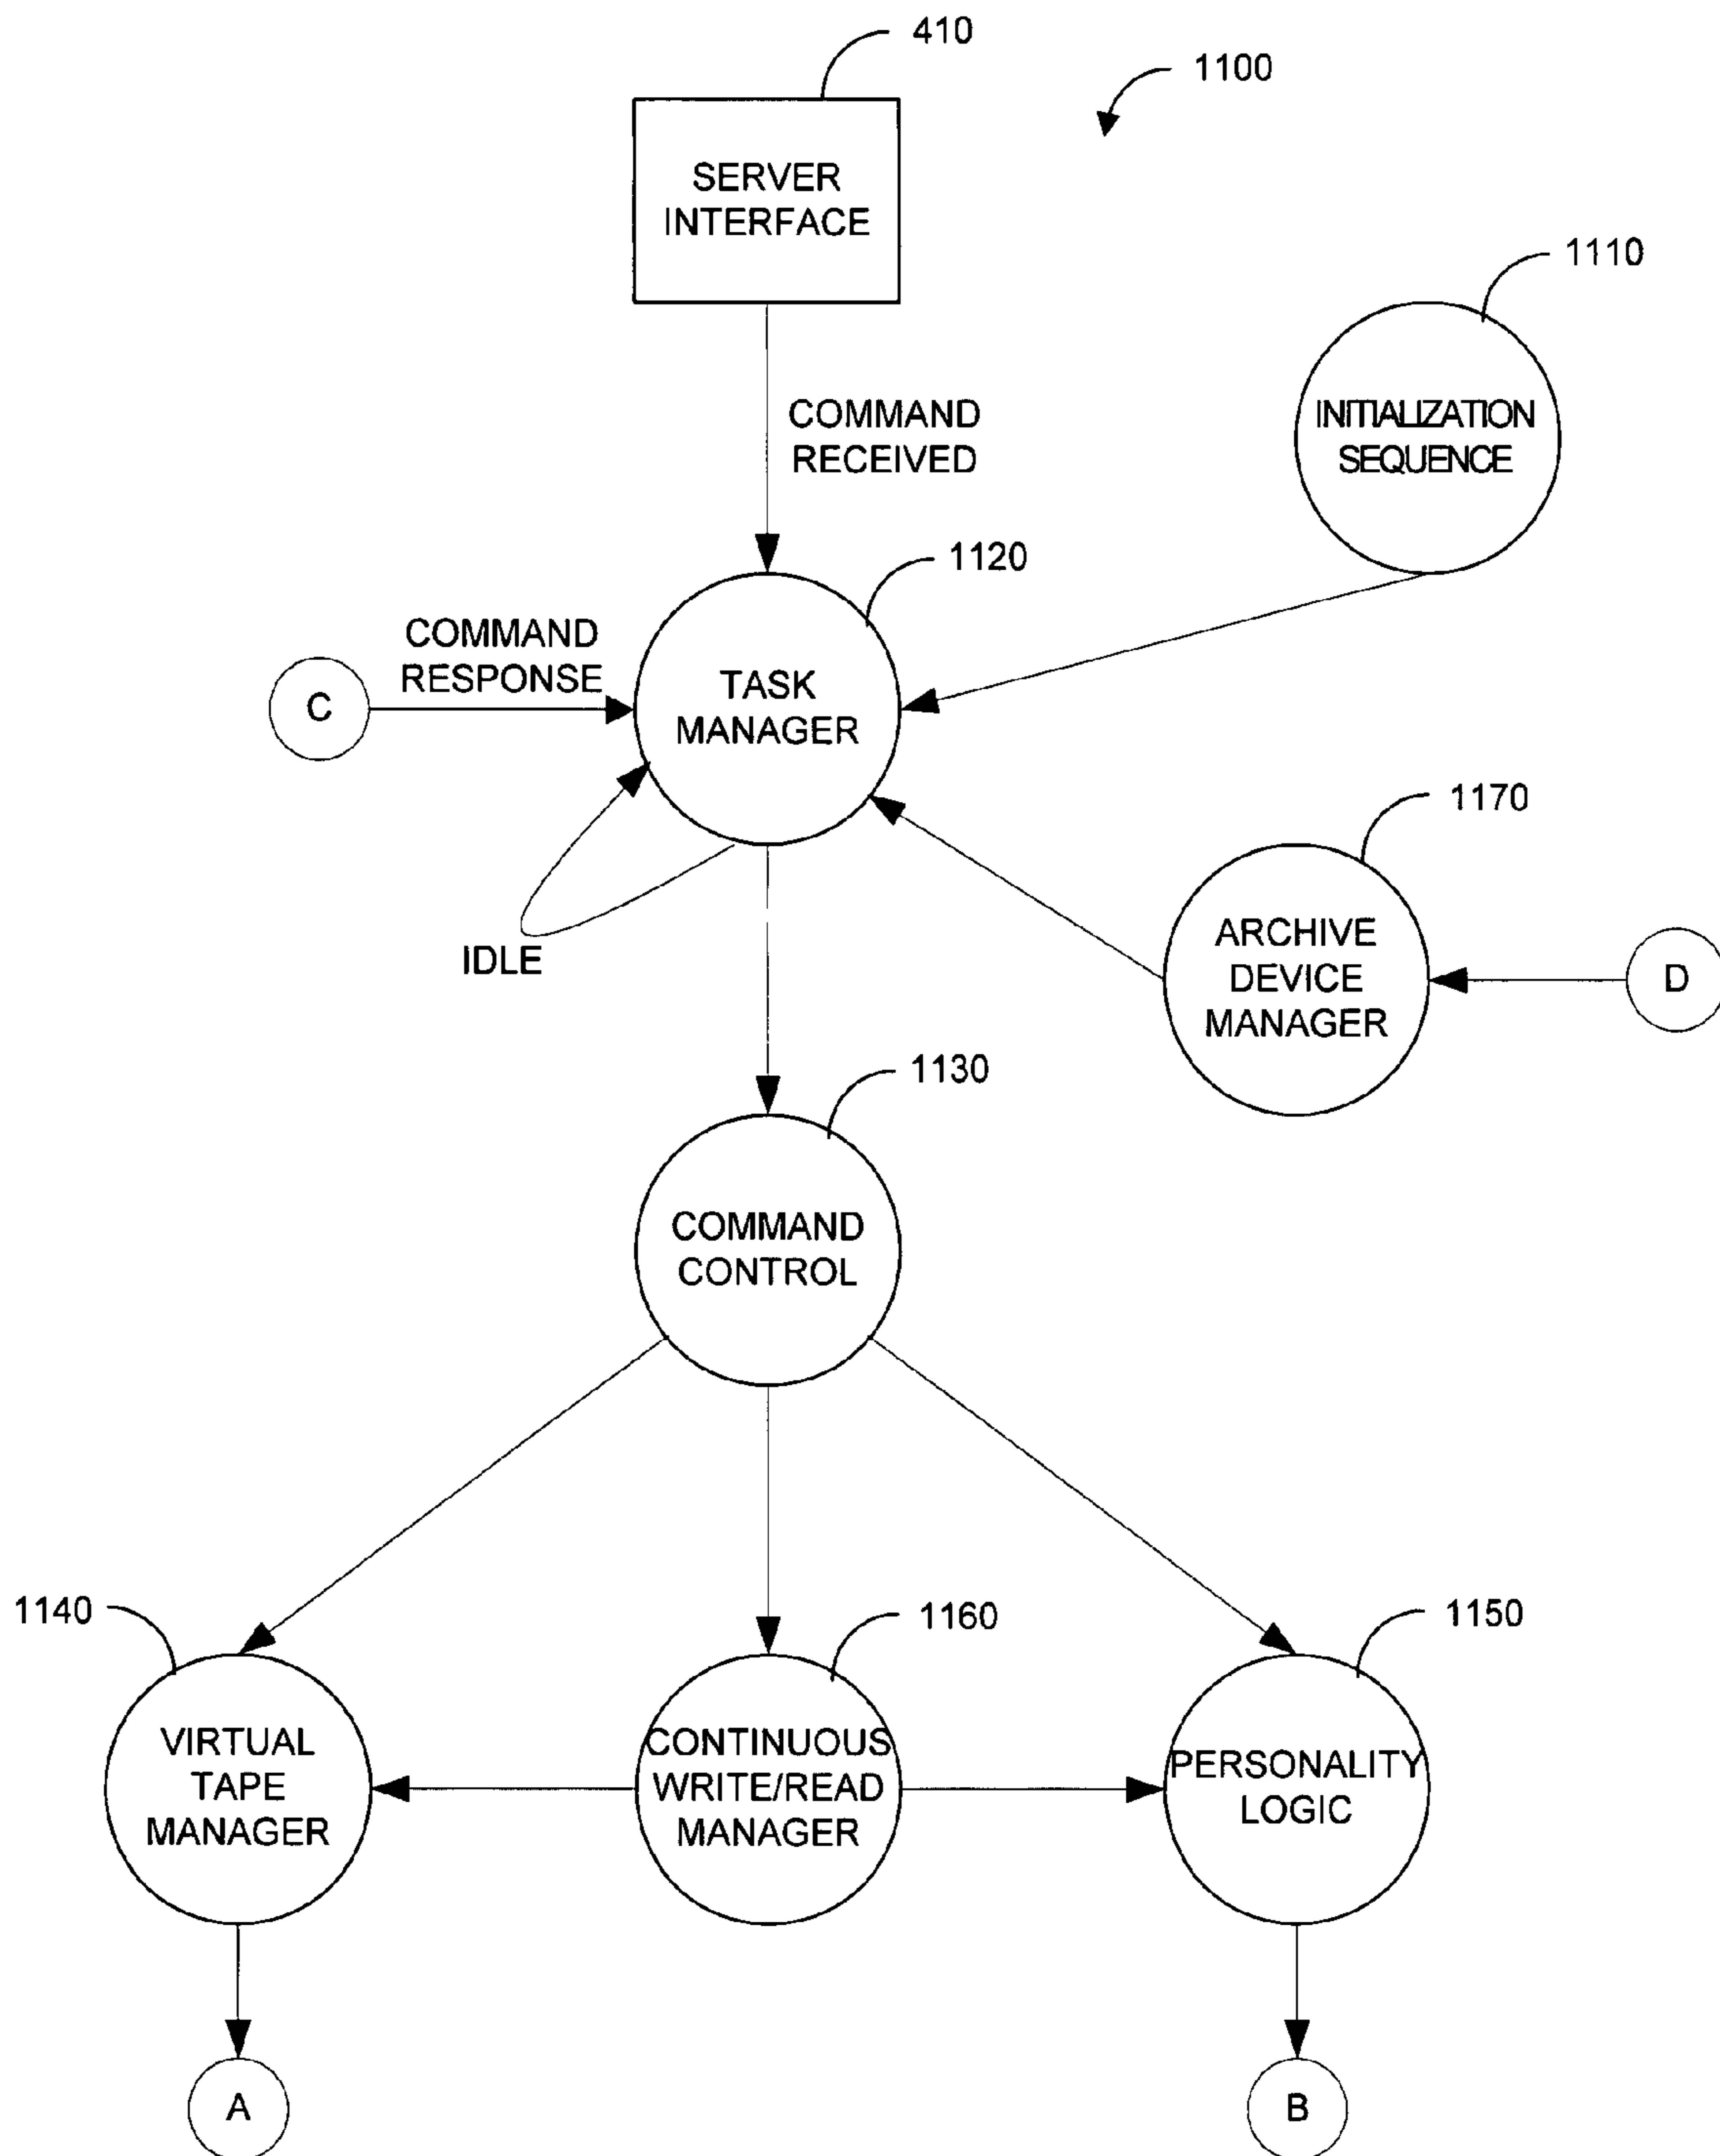 410
1100
SERVER
INTERFACE
1110
INITIALIZATION
SEQUENCE
COMMAND
RECEIVED
1120
COMMAND
RESPONSE
C
TASK
MANAGER
1170
IDLE
ARCHIVE
DEVICE
MANAGER
D
1130
COMMAND
CONTROL
1140
1160
1150
VIRTUAL
TAPE
MANAGER
CONTINUOUS
WRITE/READ
MANAGER
PERSONALITY
LOGIC
A
B